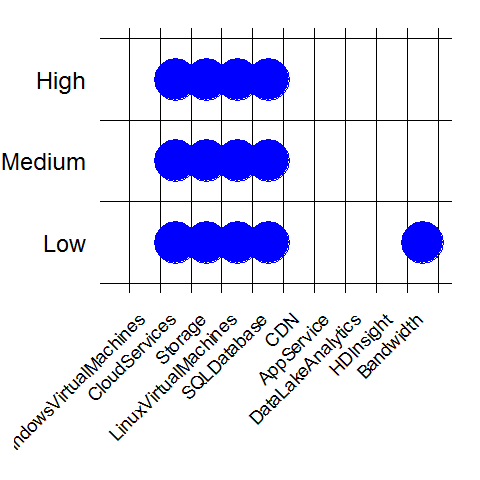 High
Medium
Low
ndowsVirtualMachines
CloudServices
Storage
LinuxVirtualMachines
SQLDatabase
CDN
AppService
DataLakeAnalytics
HDInsight
Bandwidth